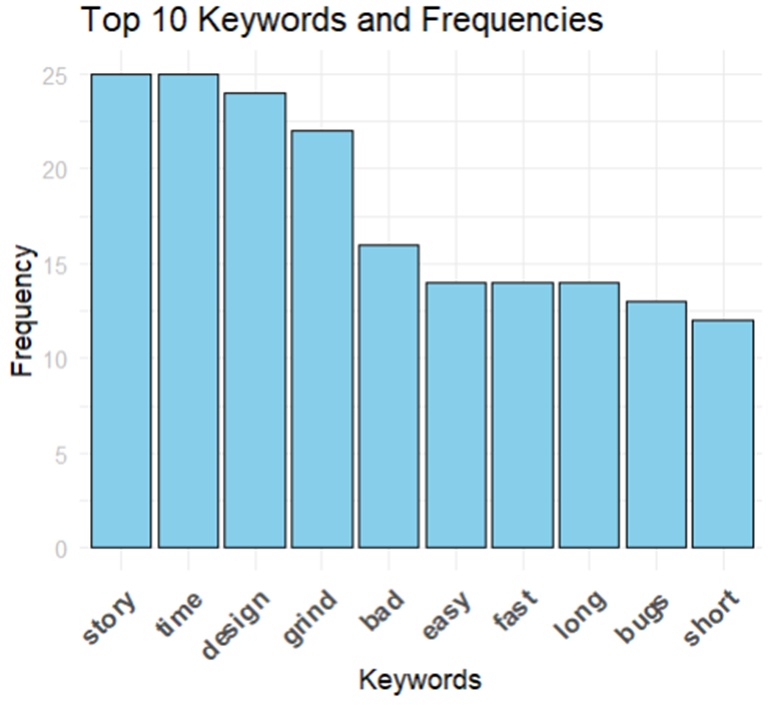 Top 10 Keywords and Frequencies
25
20
15
10
5
0
Frequency
story
time
design
grind
bad
easy
fast
long
bugs
short
Keywords